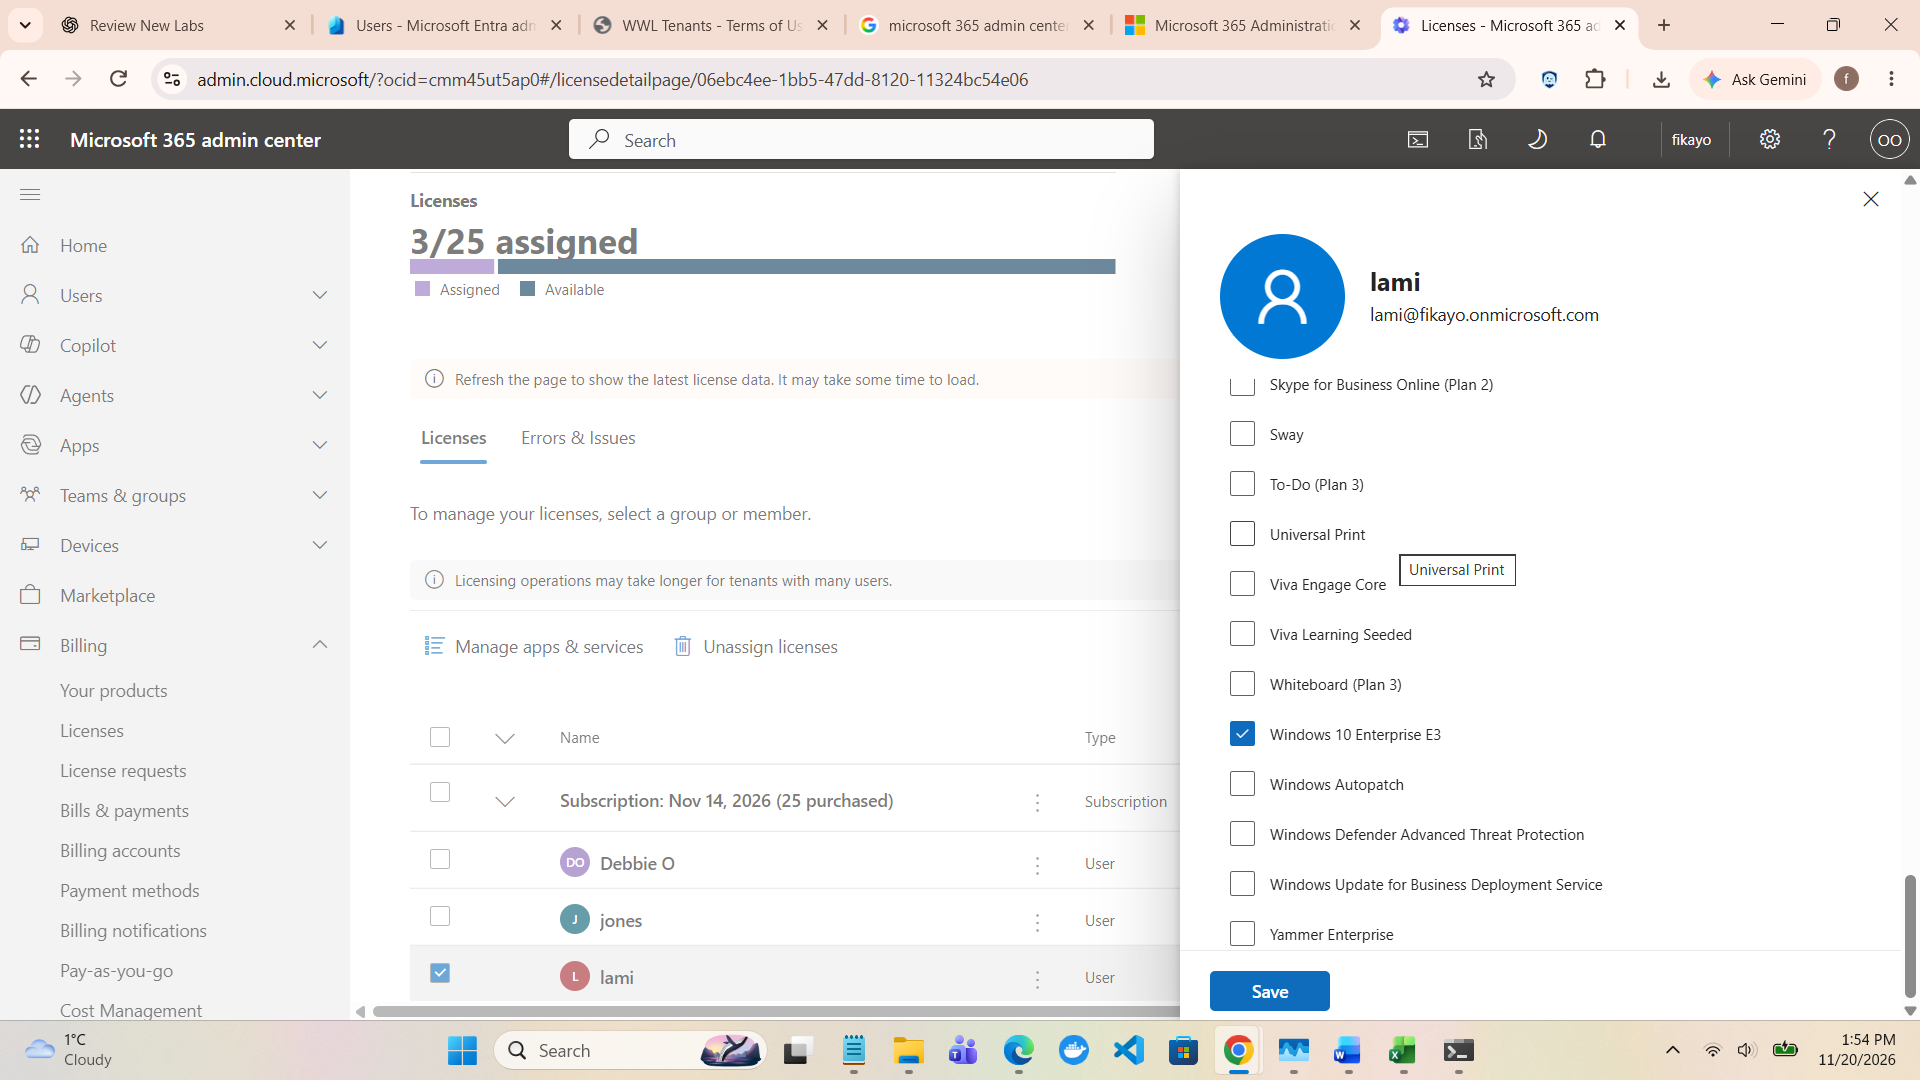 Review New Labs
Users - Microsoft Entra adm
WWL Tenants - Terms of Us
microsoft 365 admin center
Microsoft 365 Administratio
Licenses - Microsoft 365 ad
admin.cloud.microsoft/?ocid=cmm45ut5ap0#/licensedetailpage/06ebc4ee-1bb5-47dd-8120-11324bc54e06
Ask Gemini
f
Microsoft 365 admin center
Search
fikayo
OO
Home
Users
Copilot
Agents
Apps
Teams & groups
Devices
Marketplace
Billing
Your products
Licenses
License requests
Bills & payments
Billing accounts
Payment methods
Billing notifications
Pay-as-you-go
Cost Management
Licenses
3/25 assigned
Assigned
Available
Refresh the page to show the latest license data. It may take some time to load.
Licenses
Errors & Issues
To manage your licenses, select a group or member.
Licensing operations may take longer for tenants with many users.
Manage apps & services
Unassign licenses
Name
Type
Subscription: Nov 14, 2026 (25 purchased)
Subscription
DO
Debbie O
User
J
jones
User
L
lami
User
lami
lami@fikayo.onmicrosoft.com
Skype for Business Online (Plan 2)
Sway
To-Do (Plan 3)
Universal Print
Universal Print
Viva Engage Core
Viva Learning Seeded
Whiteboard (Plan 3)
Windows 10 Enterprise E3
Windows Autopatch
Windows Defender Advanced Threat Protection
Windows Update for Business Deployment Service
Yammer Enterprise
Save
1°C
Cloudy
Search
1:54 PM
11/20/2026